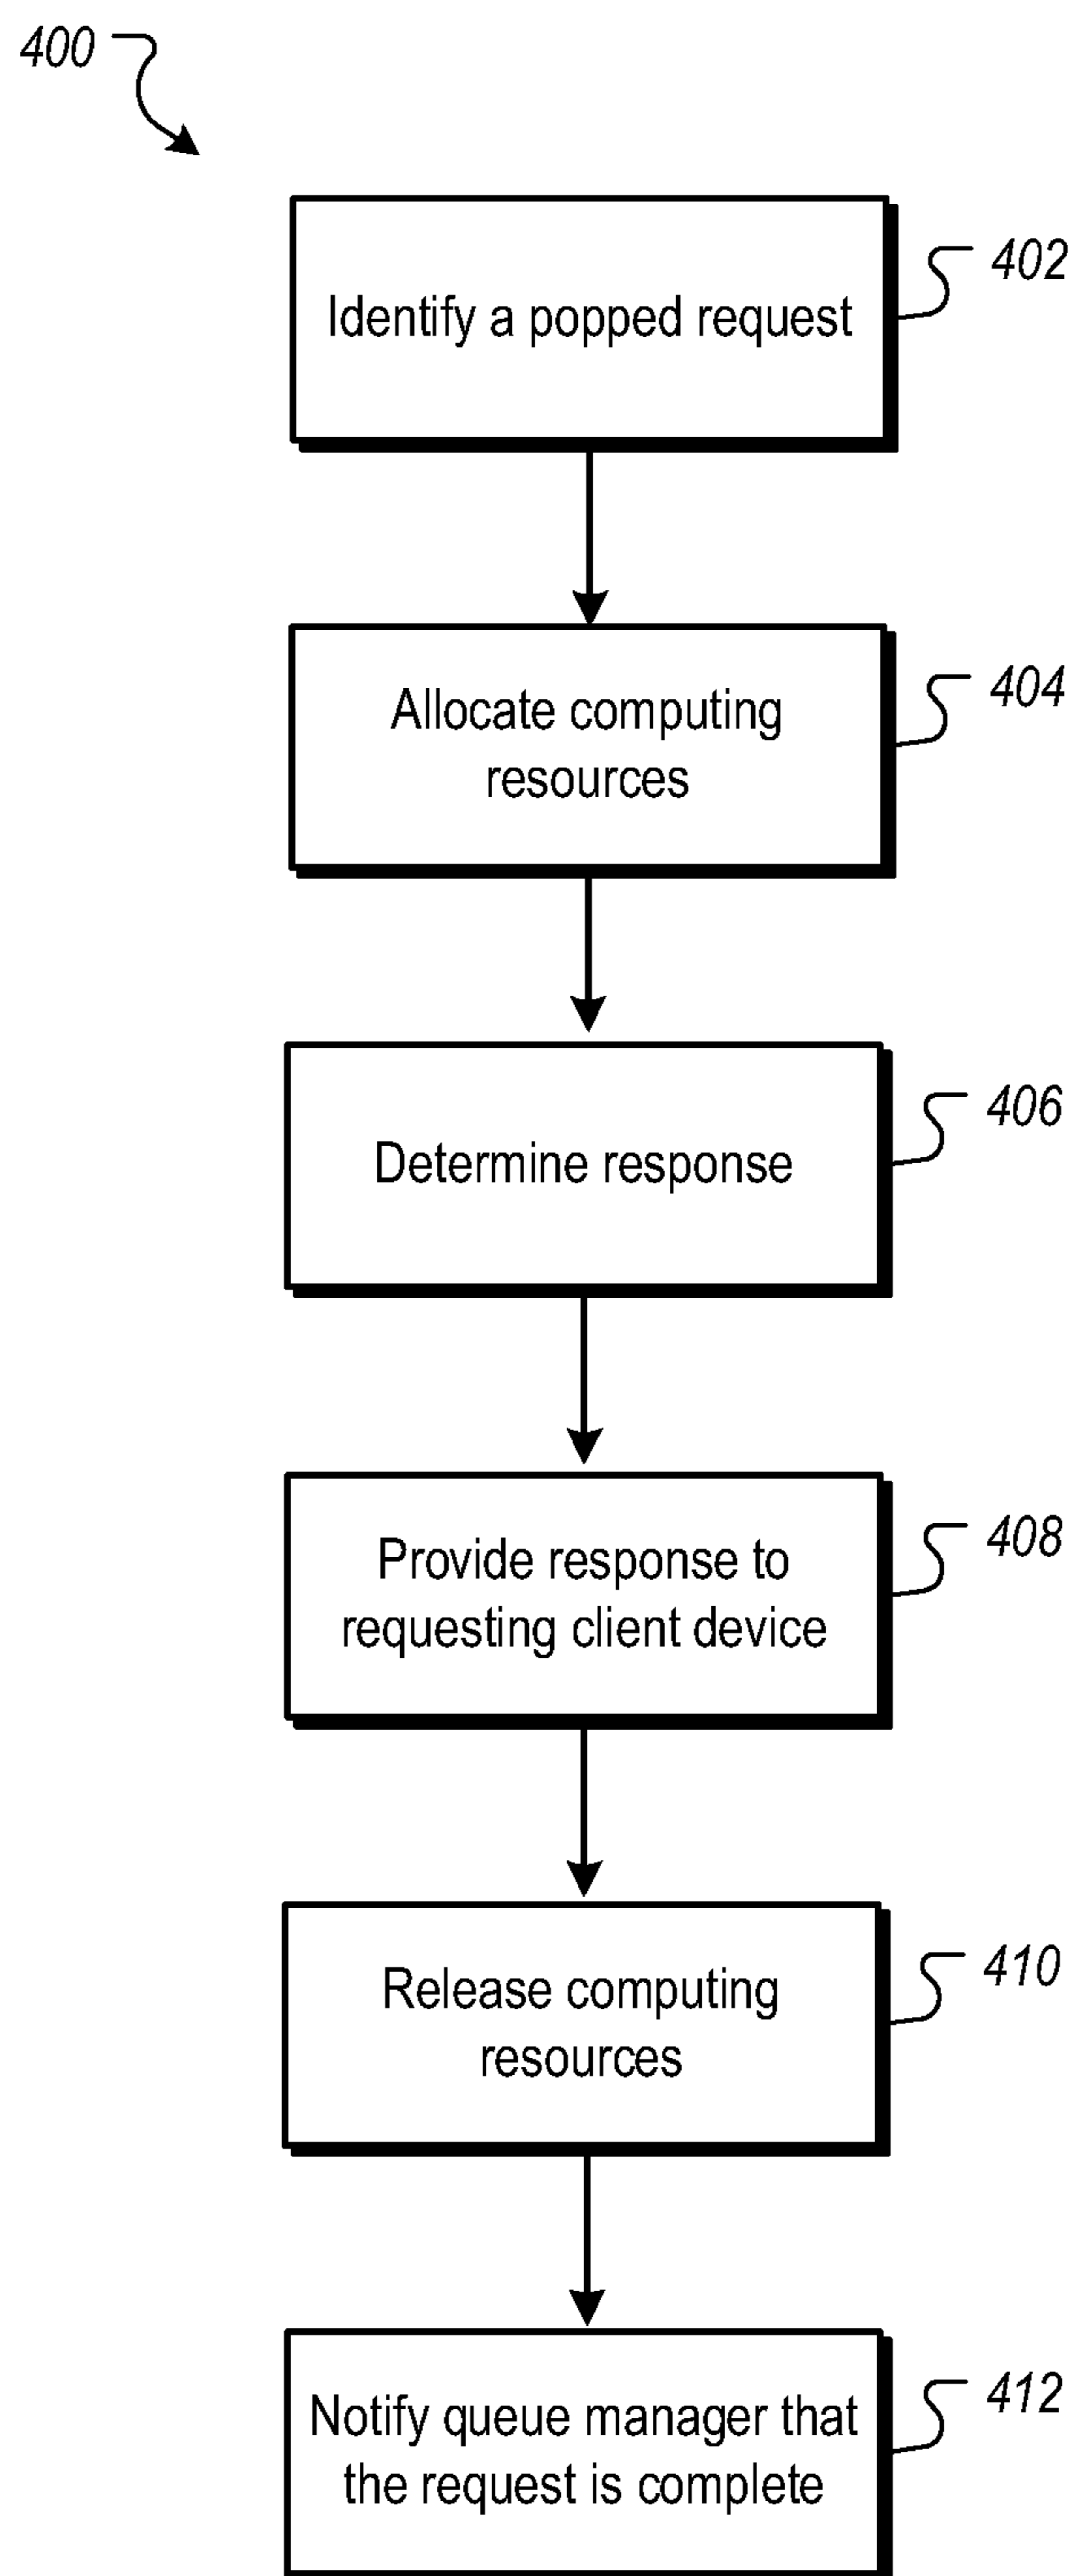 400
402
Identify a popped request
404
Allocate computing
resources
406
Determine response
408
Provide response to
requesting client device
410
Release computing
resources
412
Notify queue manager that
the request is complete